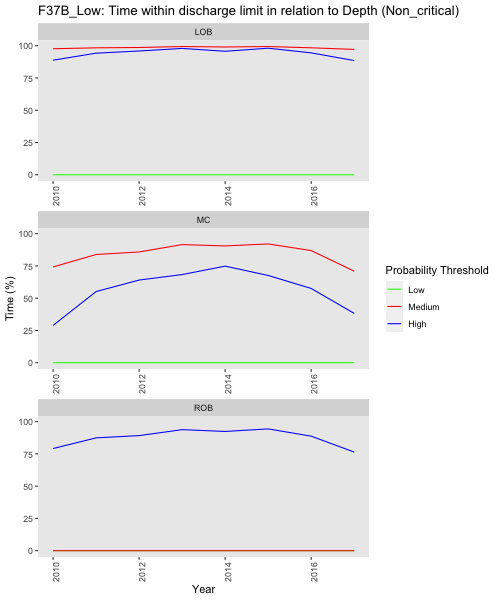 F37B_Low: Time within discharge limit in relation to Depth (Non_critical)
LOB
100
75
50
25
0
2010
2012
2014
2016
MC
100
75
50
25
0
2010
2012
2014
2016
ROB
100
75
50
25
0
2010
2012
2014
2016
Time (%)
Year
Probability Threshold
Low
Medium
High